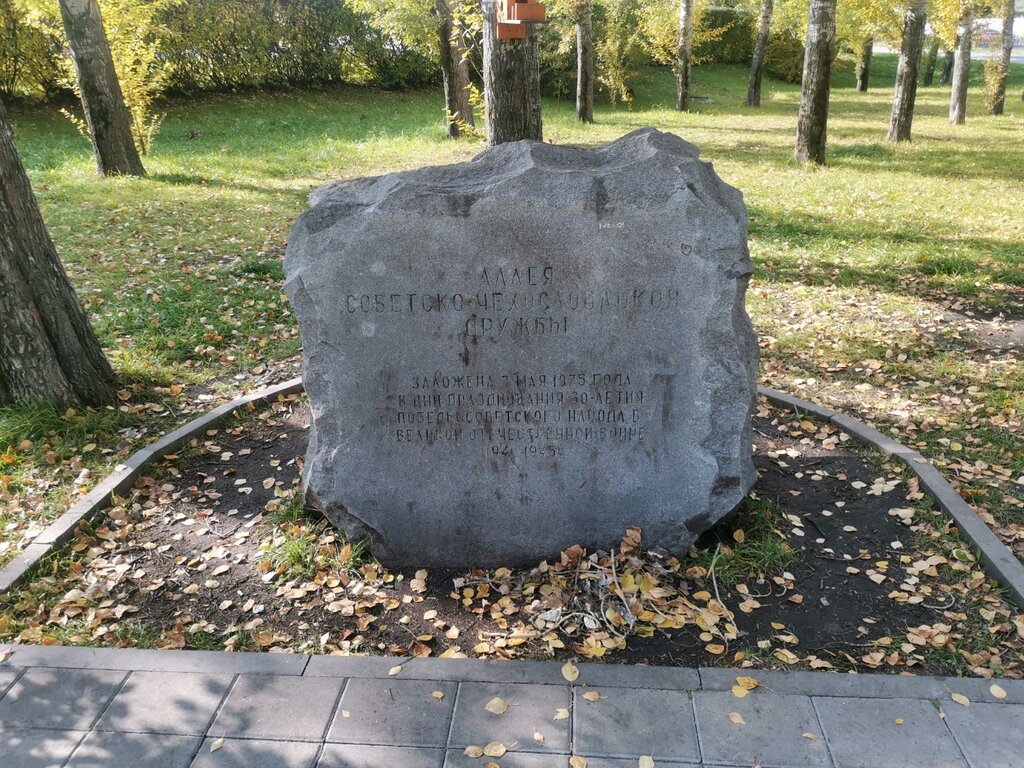 АЛЛЕЯ
СОВЕТСКО-ЧЕХОСЛОВАЦКОЙ
ДРУЖБЫ
ЗАЛОЖЕНА 7 МАЯ 1975 ГОДА
В ДНИ ПРАЗДНОВАНИЯ 30-ЛЕТИЯ
ПОБЕДЫ СОВЕТСКОГО НАРОДА В
ВЕЛИКОЙ ОТЕЧЕСТВЕННОЙ ВОЙНЕ
1945